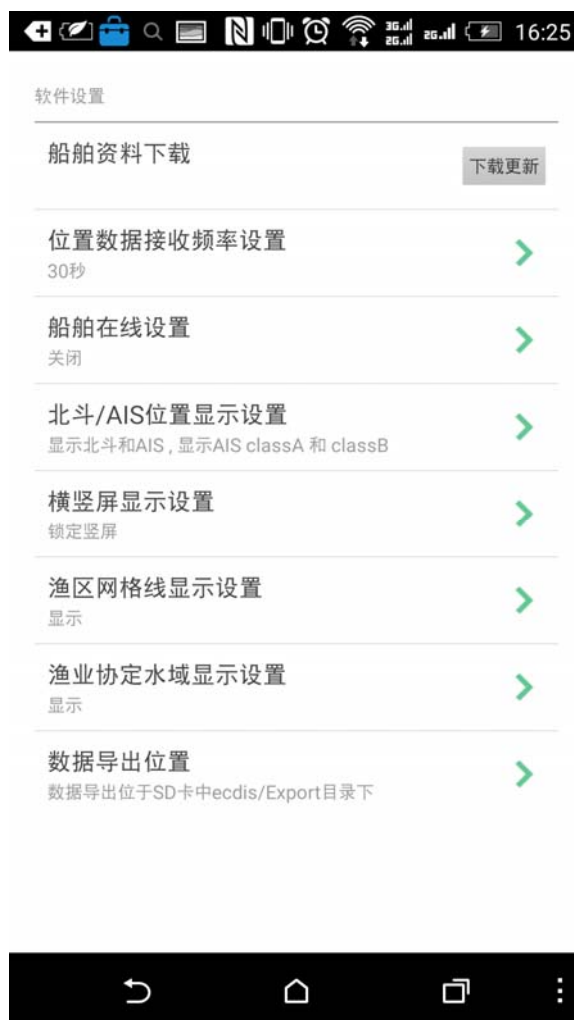 3G 2G 2G 16:25
软件设置
船舶资料下载
下载更新
位置数据接收频率设置
30秒
船舶在线设置
关闭
北斗/AIS位置显示设置
显示北斗和AIS , 显示AIS classA 和 classB
横竖屏显示设置
锁定竖屏
渔区网格线显示设置
显示
渔业协定水域显示设置
显示
数据导出位置
数据导出位于SD卡中ecdis/Export目录下